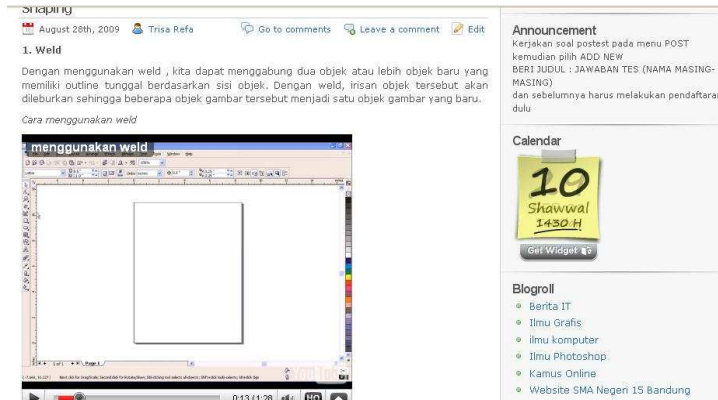 Shaping
August 28th, 2009 Trisa Refa Go to comments Leave a comment Edit
1. Weld
Dengan menggunakan weld , kita dapat menggabung dua objek atau lebih objek baru yang
memiliki outline tunggal berdasarkan sisi objek. Dengan weld, irisan objek tersebut akan
dileburkan sehingga beberapa objek gambar tersebut menjadi satu objek gambar yang baru.
Cara menggunakan weld
menggunakan weld
1 of 1
Page 1
0:13 / 1:28
HQ
Announcement
Kerjakan soal postest pada menu POST
kemudian pilih ADD NEW
BERI JUDUL : JAWABAN TES (NAMA MASING-
MASING)
dan sebelumnya harus melakukan pendaftaran
dulu
Calendar
10
Shawwal
1430 H
Get Widget
Blogroll
Berita IT
Ilmu Grafis
ilmu komputer
Ilmu Photoshop
Kamus Online
Website SMA Negeri 15 Bandung